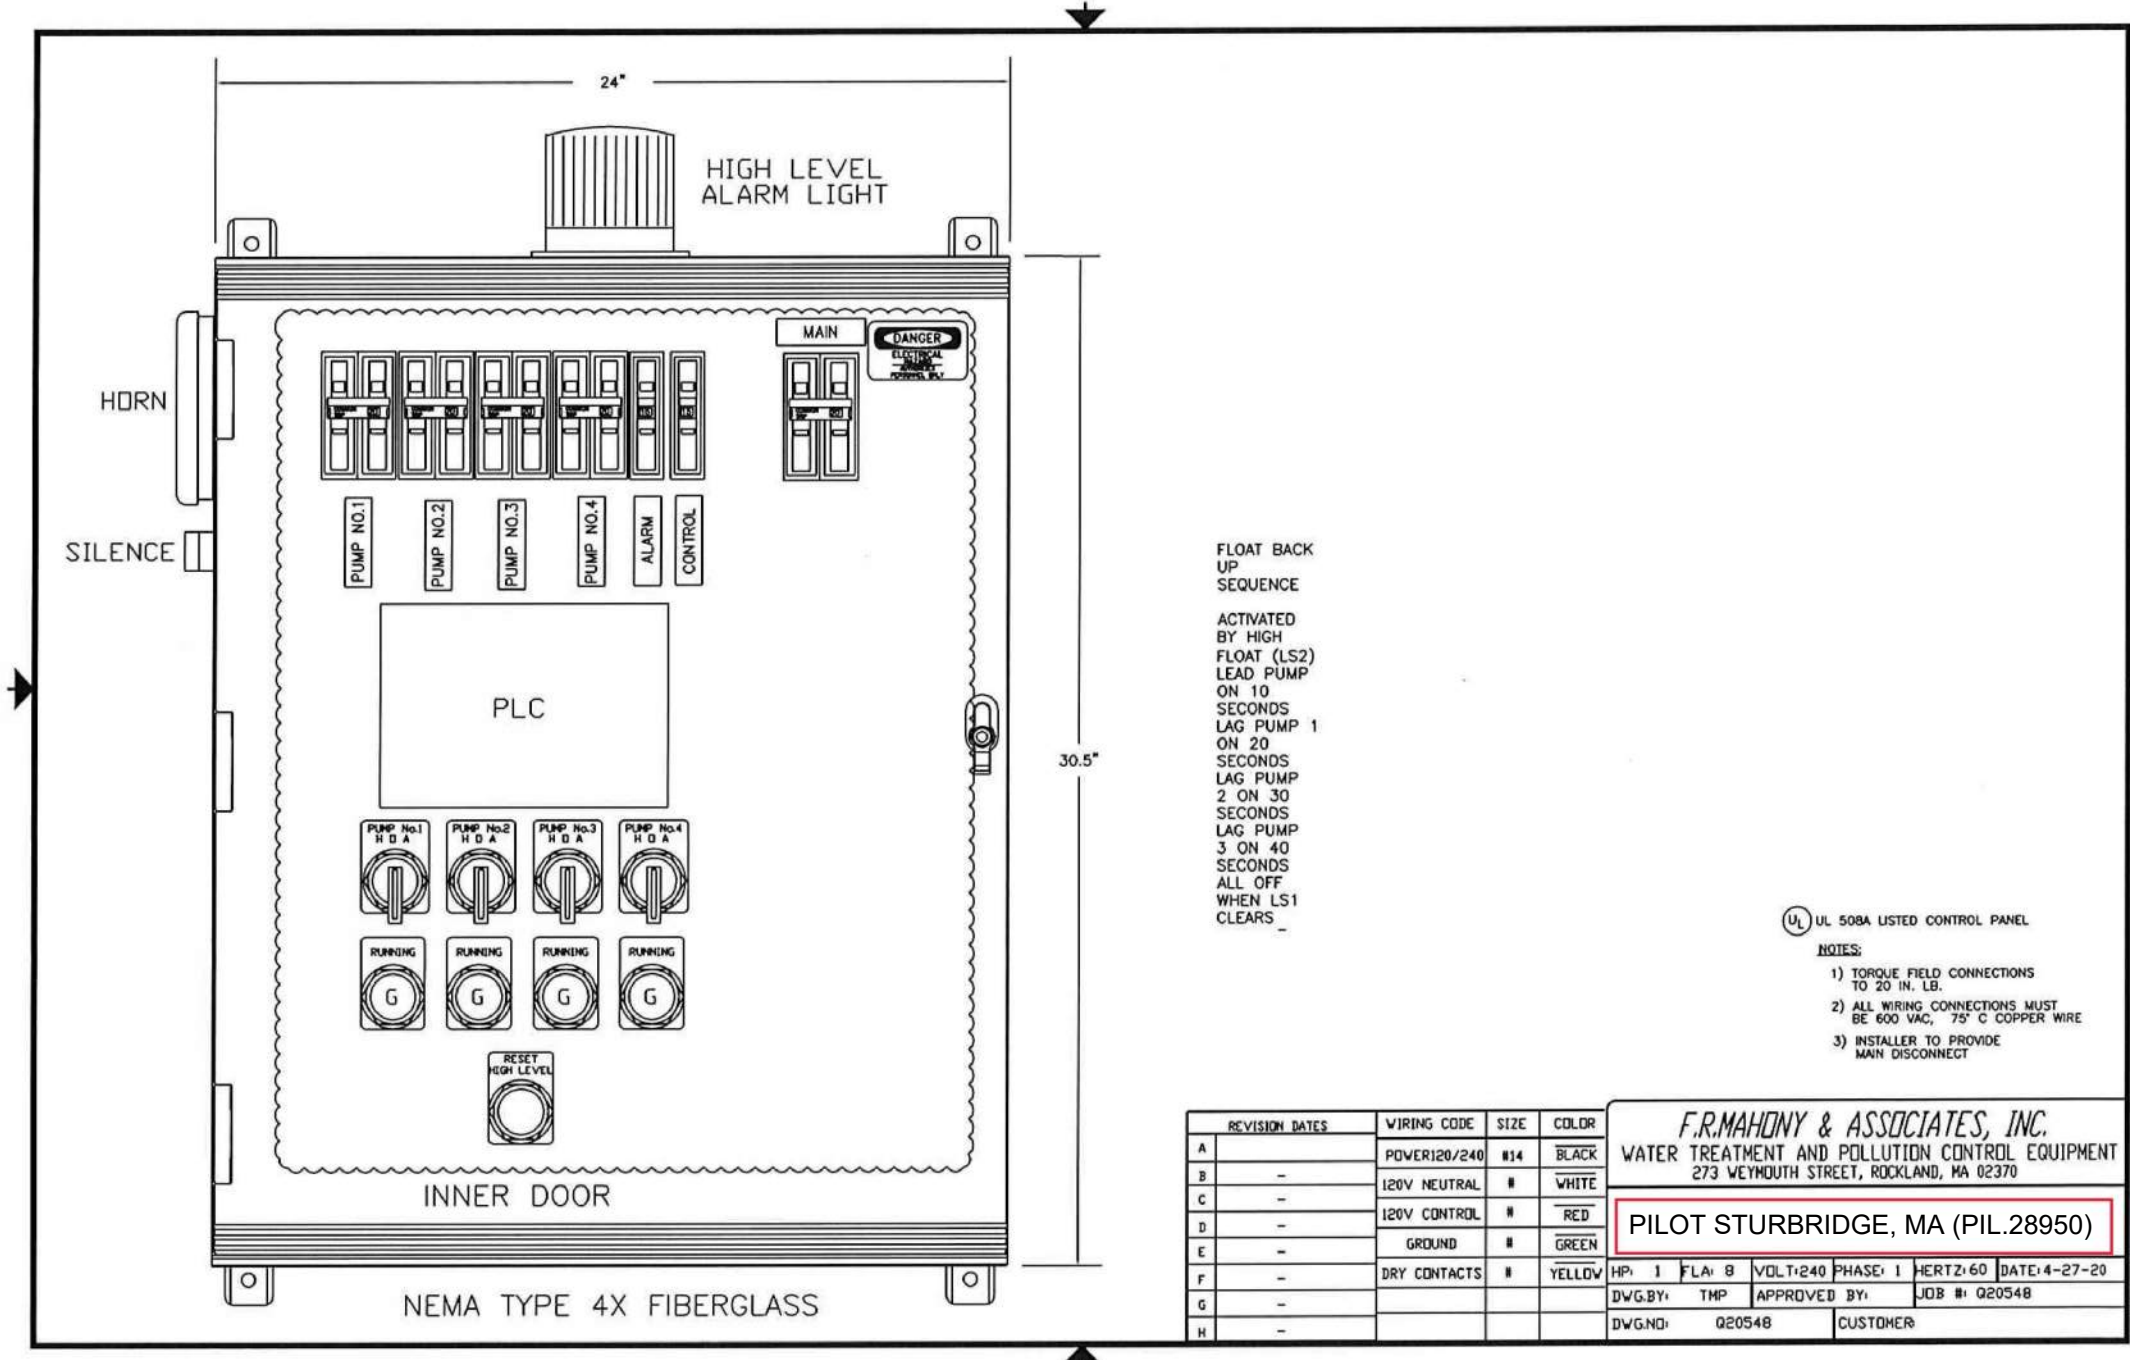 24"
HIGH LEVEL
ALARM LIGHT
MAIN
DANGER
ELECTRICAL
HAZARD
AUTHORIZED
PERSONNEL ONLY
HORN
SILENCE
PUMP NO.1
PUMP NO.2
PUMP NO.3
PUMP NO.4
ALARM
CONTROL
PLC
30.5"
PUMP No.1
H O A
PUMP No.2
H O A
PUMP No.3
H O A
PUMP No.4
H O A
RUNNING
G
RUNNING
G
RUNNING
G
RUNNING
G
RESET
HIGH LEVEL
INNER DOOR
NEMA TYPE 4X FIBERGLASS
FLOAT BACK
UP
SEQUENCE
ACTIVATED
BY HIGH
FLOAT (LS2)
LEAD PUMP
ON 10
SECONDS
LAG PUMP 1
ON 20
SECONDS
LAG PUMP
2 ON 30
SECONDS
LAG PUMP
3 ON 40
SECONDS
ALL OFF
WHEN LS1
CLEARS_
UL UL 508A LISTED CONTROL PANEL
NOTES:
1) TORQUE FIELD CONNECTIONS
TO 20 IN. LB.
2) ALL WIRING CONNECTIONS MUST
BE 600 VAC, 75° C COPPER WIRE
3) INSTALLER TO PROVIDE
MAIN DISCONNECT
REVISION DATES
A
B -
C -
D -
E -
F -
G -
H -
WIRING CODE SIZE COLOR
POWER120/240 #14 BLACK
120V NEUTRAL # WHITE
120V CONTROL # RED
GROUND # GREEN
DRY CONTACTS # YELLOW
F.R.MAHONY & ASSOCIATES, INC.
WATER TREATMENT AND POLLUTION CONTROL EQUIPMENT
273 WEYMOUTH STREET, ROCKLAND, MA 02370
PILOT STURBRIDGE, MA (PIL.28950)
HP: 1 FLA: 8 VOLT:240 PHASE: 1 HERTZ:60 DATE:4-27-20
DWG.BY: TMP APPROVED BY: JOB #: Q20548
DWG.NO: Q20548 CUSTOMER: